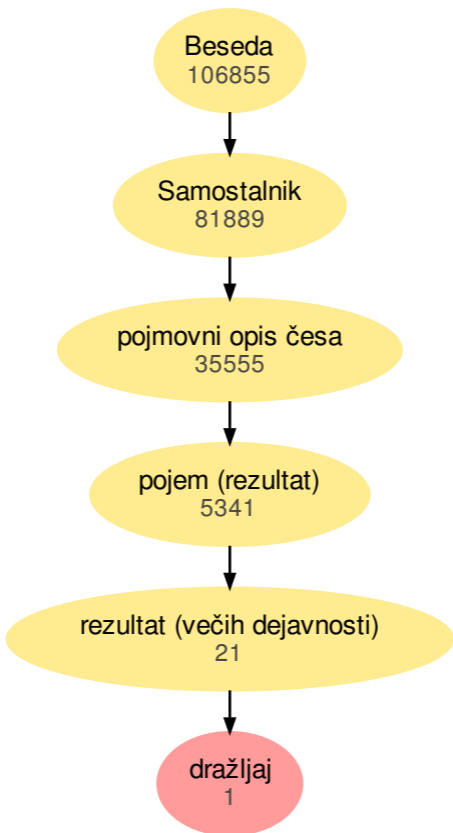 Beseda
106855
Samostalnik
81889
pojmovni opis česa
35555
pojem (rezultat)
5341
rezultat (večih dejavnosti)
21
dražljaj
1